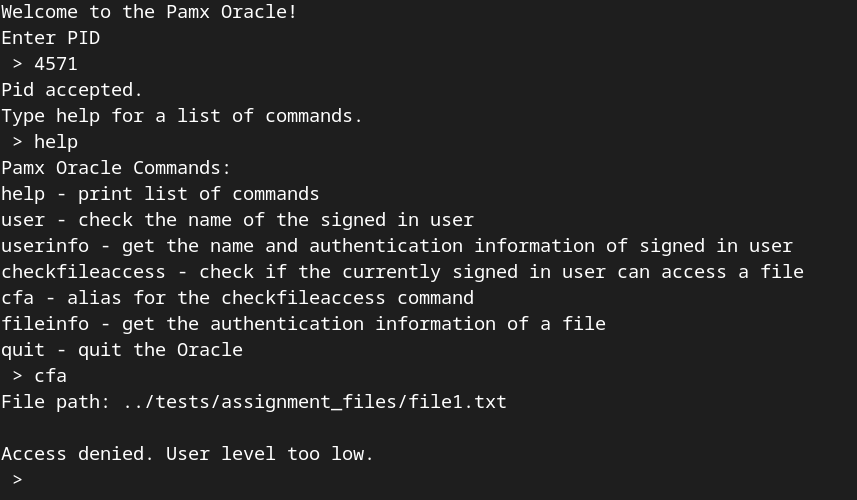 Welcome to the Pamx Oracle!
Enter PID
 > 4571
Pid accepted.
Type help for a list of commands.
 > help
Pamx Oracle Commands:
help - print list of commands
user - check the name of the signed in user
userinfo - get the name and authentication information of signed in user
checkfileaccess - check if the currently signed in user can access a file
cfa - alias for the checkfileaccess command
fileinfo - get the authentication information of a file
quit - quit the Oracle
 > cfa
File path: ../tests/assignment_files/file1.txt

Access denied. User level too low.
 >